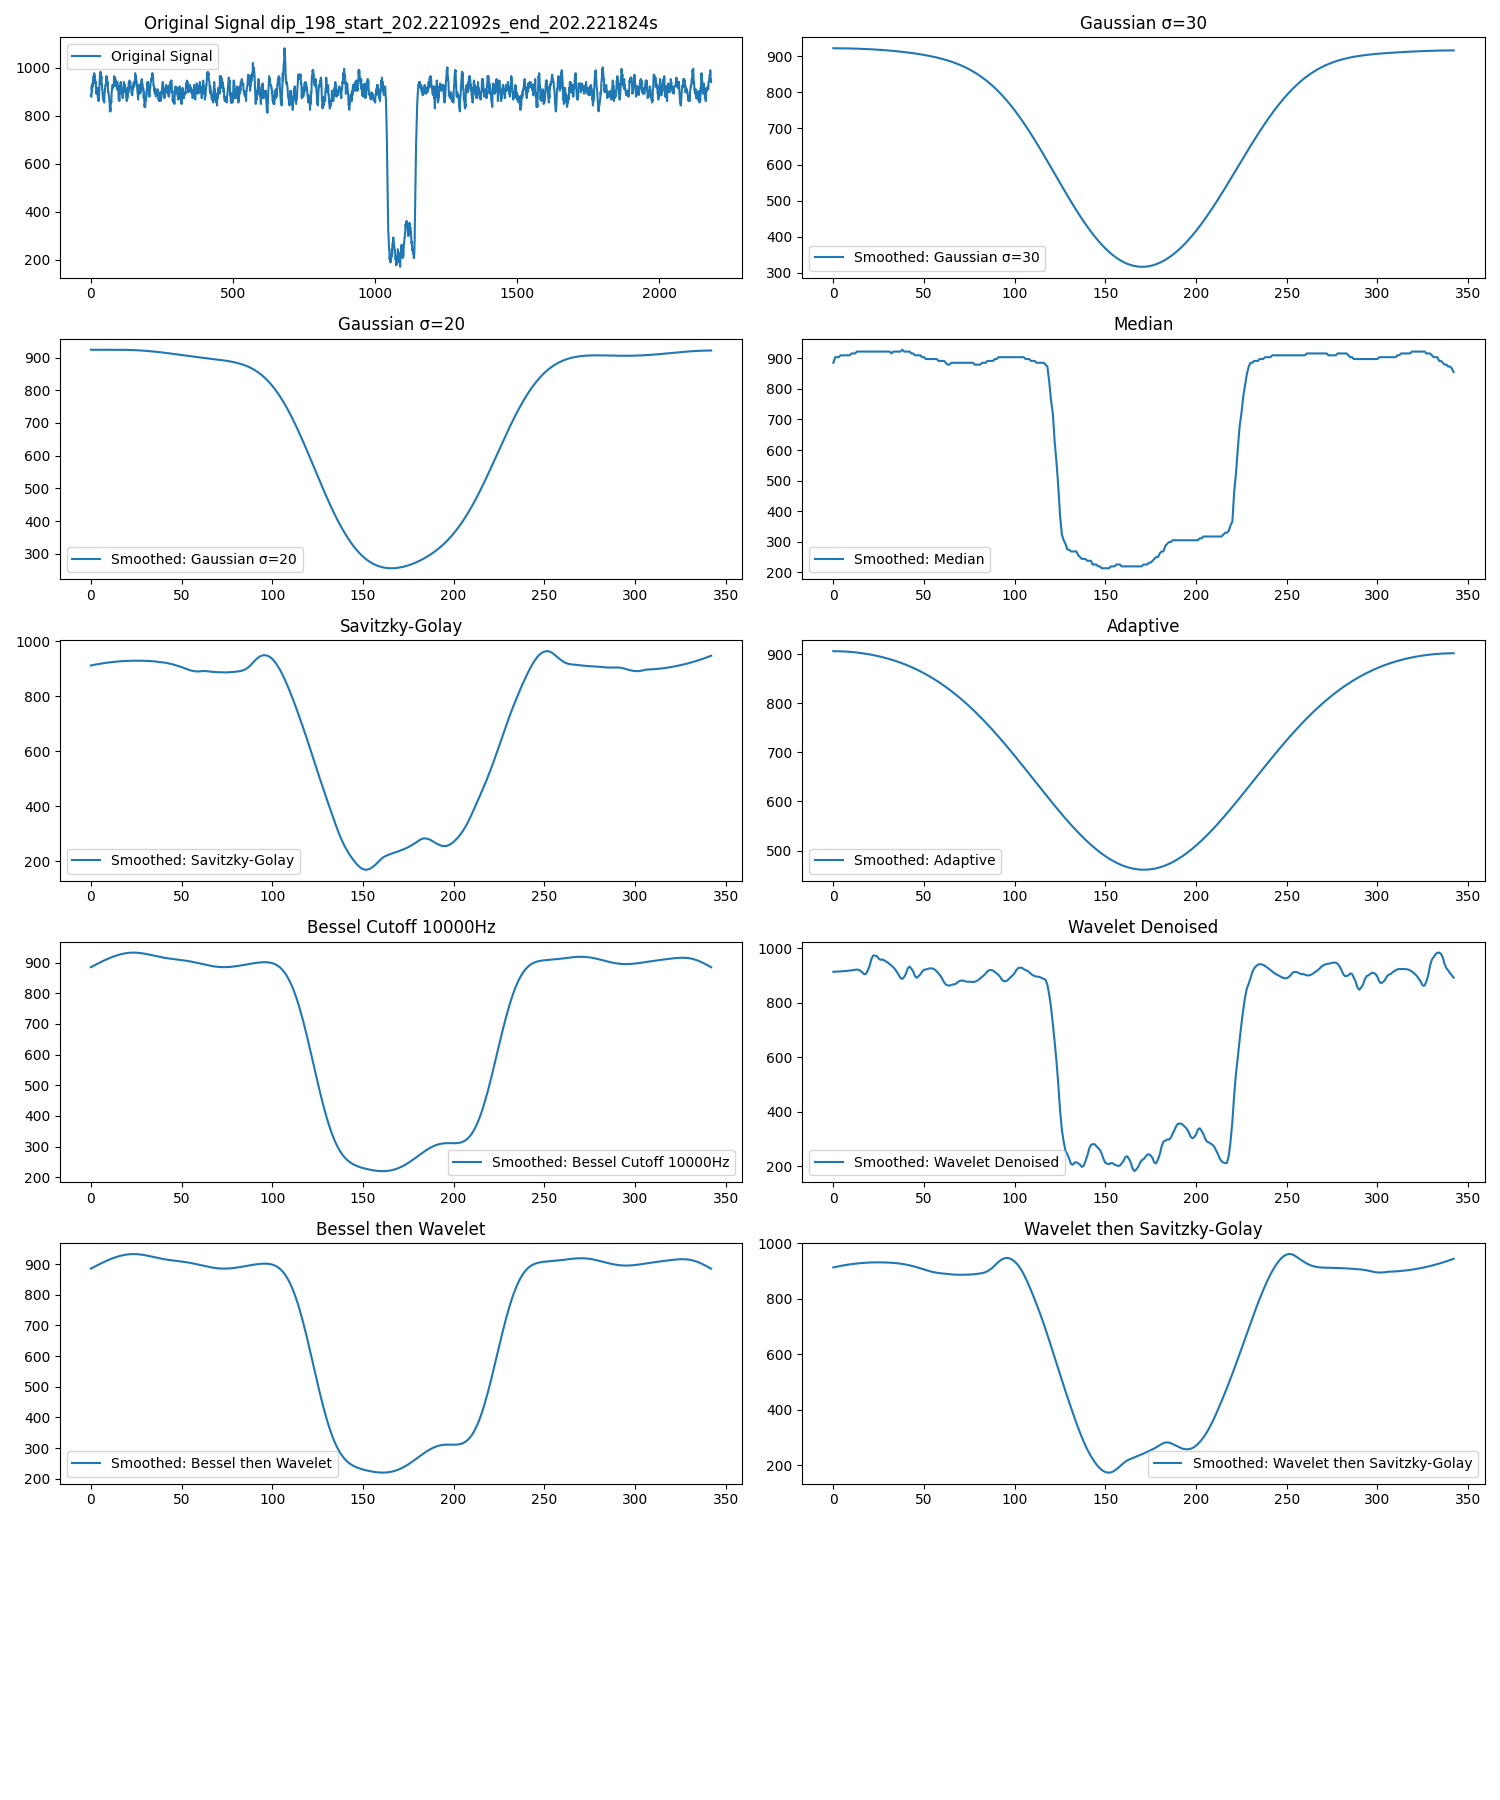 Original Signal dip_198_start_202.221092s_end_202.221824s
Original Signal
1000
800
600
400
200
0 500 1000 1500 2000
Gaussian σ=30
900
800
700
600
500
400
300
Smoothed: Gaussian σ=30
0 50 100 150 200 250 300 350
Gaussian σ=20
900
800
700
600
500
400
300
Smoothed: Gaussian σ=20
0 50 100 150 200 250 300 350
Median
900
800
700
600
500
400
300
200
Smoothed: Median
0 50 100 150 200 250 300 350
Savitzky-Golay
1000
800
600
400
200
Smoothed: Savitzky-Golay
0 50 100 150 200 250 300 350
Adaptive
900
800
700
600
500
Smoothed: Adaptive
0 50 100 150 200 250 300 350
Bessel Cutoff 10000Hz
900
800
700
600
500
400
300
200
Smoothed: Bessel Cutoff 10000Hz
0 50 100 150 200 250 300 350
Wavelet Denoised
1000
800
600
400
200
Smoothed: Wavelet Denoised
0 50 100 150 200 250 300 350
Bessel then Wavelet
900
800
700
600
500
400
300
200
Smoothed: Bessel then Wavelet
0 50 100 150 200 250 300 350
Wavelet then Savitzky-Golay
1000
800
600
400
200
Smoothed: Wavelet then Savitzky-Golay
0 50 100 150 200 250 300 350